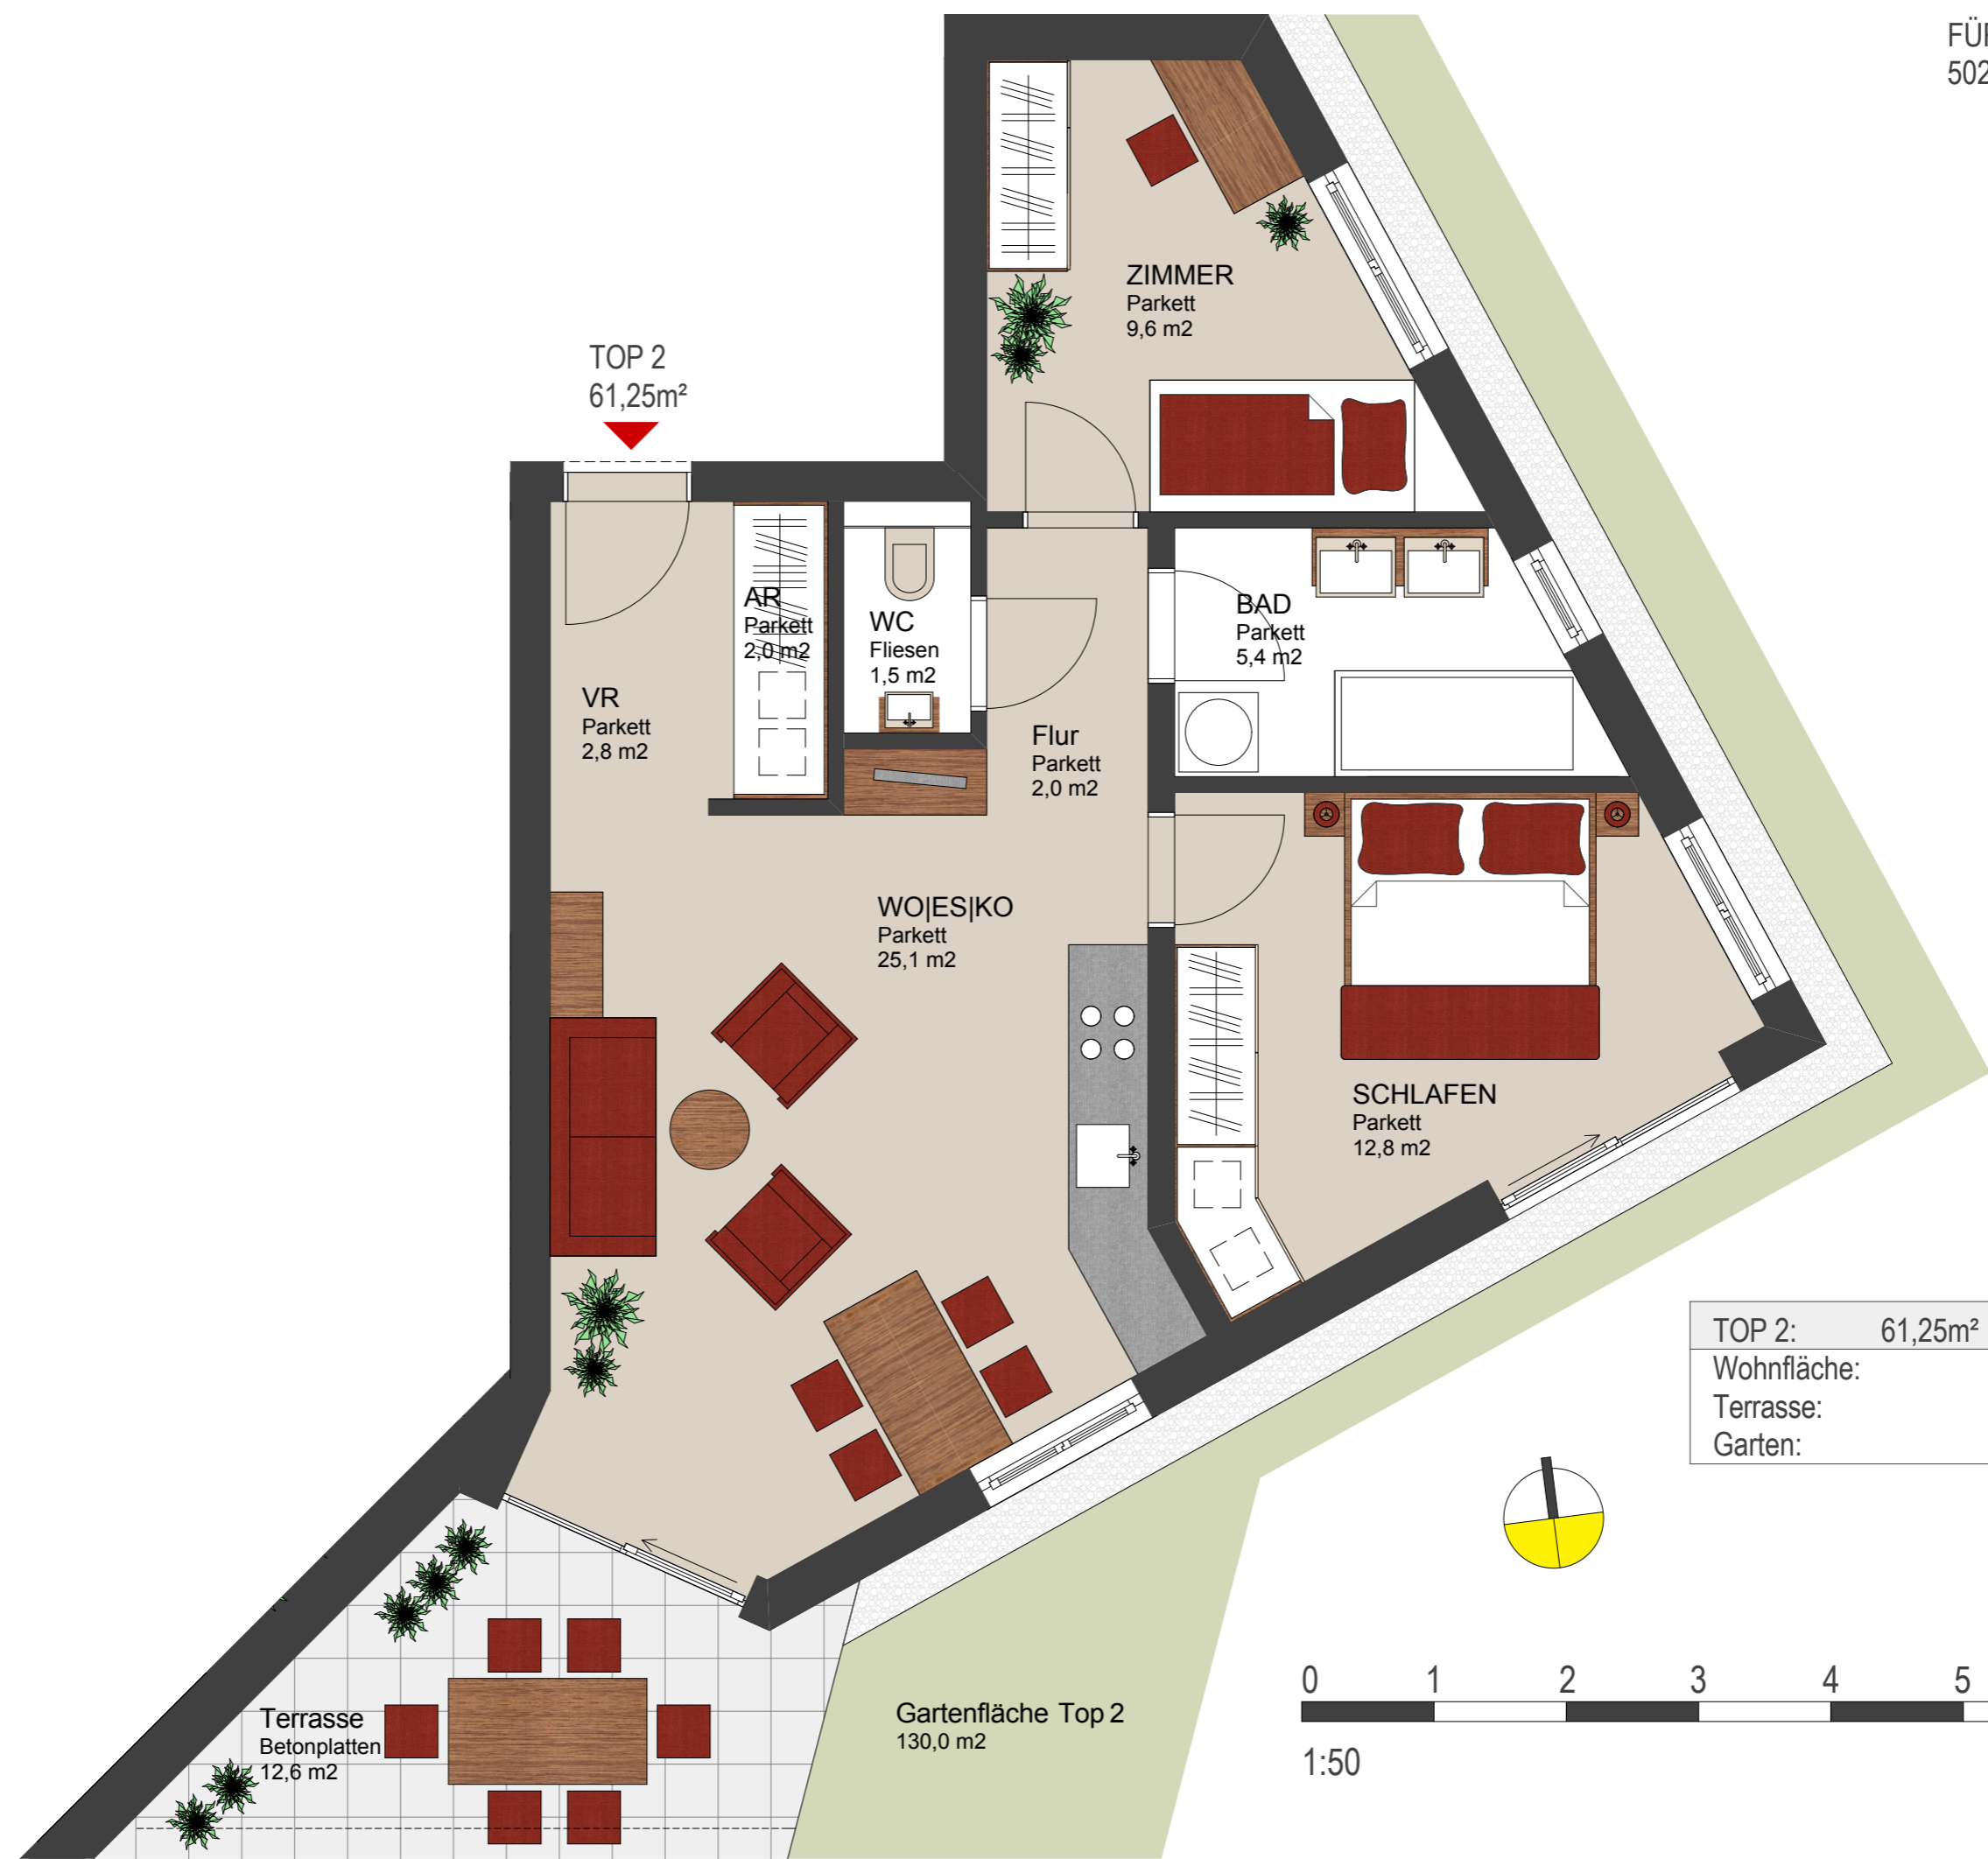 FÜR
502
ZIMMER
Parkett
9,6 m2
TOP 2
61,25m²
AR
Parkett
2,0 m2
WC
Fliesen
1,5 m2
BAD
Parkett
5,4 m2
VR
Parkett
2,8 m2
Flur
Parkett
2,0 m2
WO|ES|KO
Parkett
25,1 m2
SCHLAFEN
Parkett
12,8 m2
TOP 2: 61,25m²
Wohnfläche:
Terrasse:
Garten:
Terrasse
Betonplatten
12,6 m2
Gartenfläche Top 2
130,0 m2
0 1 2 3 4 5
1:50